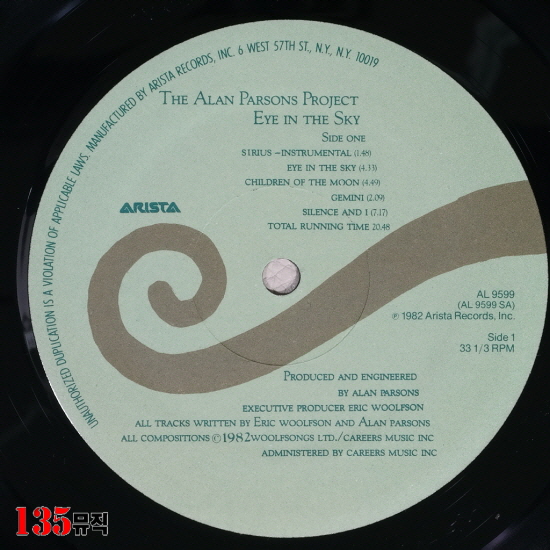 UNAUTHORIZED DUPLICATION IS A VIOLATION OF APPLICABLE LAWS. MANUFACTURED BY ARISTA RECORDS, INC. 6 WEST 57TH ST., N.Y., N.Y. 10019
THE ALAN PARSONS PROJECT
EYE IN THE SKY
SIDE ONE
SIRIUS –INSTRUMENTAL (1.48)
EYE IN THE SKY (4.33)
CHILDREN OF THE MOON (4.49)
GEMINI (2.09)
SILENCE AND I (7.17)
TOTAL RUNNING TIME 20.48
ARISTA
AL 9599
(AL 9599 SA)
℗ 1982 Arista Records, Inc.
Side 1
33 1/3 RPM
PRODUCED AND ENGINEERED
BY ALAN PARSONS
EXECUTIVE PRODUCER ERIC WOOLFSON
ALL TRACKS WRITTEN BY ERIC WOOLFSON AND ALAN PARSONS
ALL COMPOSITIONS ©1982 WOOLFSONGS LTD./CAREERS MUSIC INC
ADMINISTERED BY CAREERS MUSIC INC
135뮤직